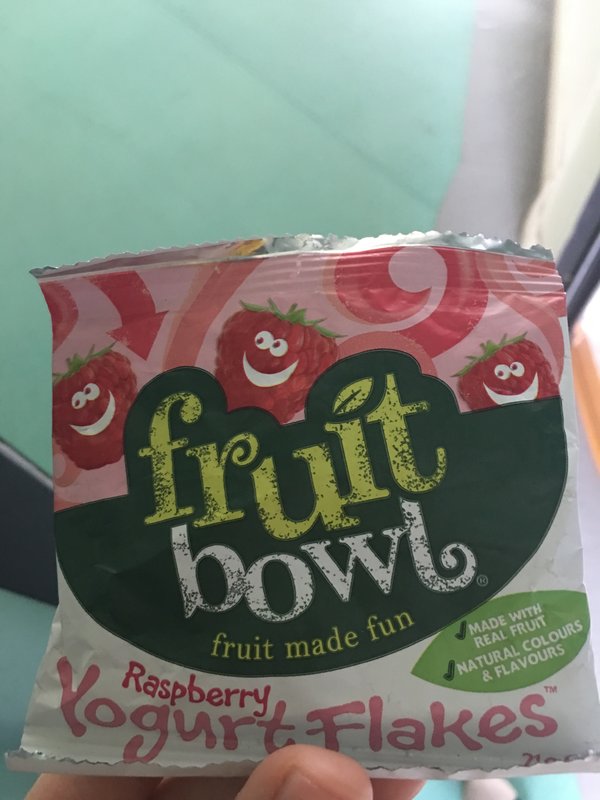 fruit
bowl®
fruit made fun
✓ MADE WITH
REAL FRUIT
✓ NATURAL COLOURS
& FLAVOURS
Raspberry
Yogurt Flakes™